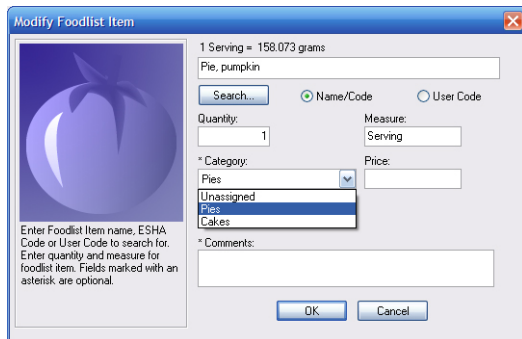 Modify Foodlist Item
1 Serving = 158.073 grams
Pie, pumpkin
Search...
Name/Code
User Code
Quantity:
Measure:
1
Serving
* Category:
Price:
Pies
Unassigned
Pies
Cakes
* Comments:
Enter Foodlist Item name, ESHA
Code or User Code to search for.
Enter quantity and measure for
foodlist item. Fields marked with an
asterisk are optional.
OK
Cancel